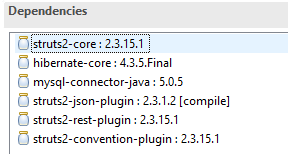 Dependencies
struts2-core : 2.3.15.1
hibernate-core : 4.3.5.Final
mysql-connector-java : 5.0.5
struts2-json-plugin : 2.3.1.2 [compile]
struts2-rest-plugin : 2.3.15.1
struts2-convention-plugin : 2.3.15.1